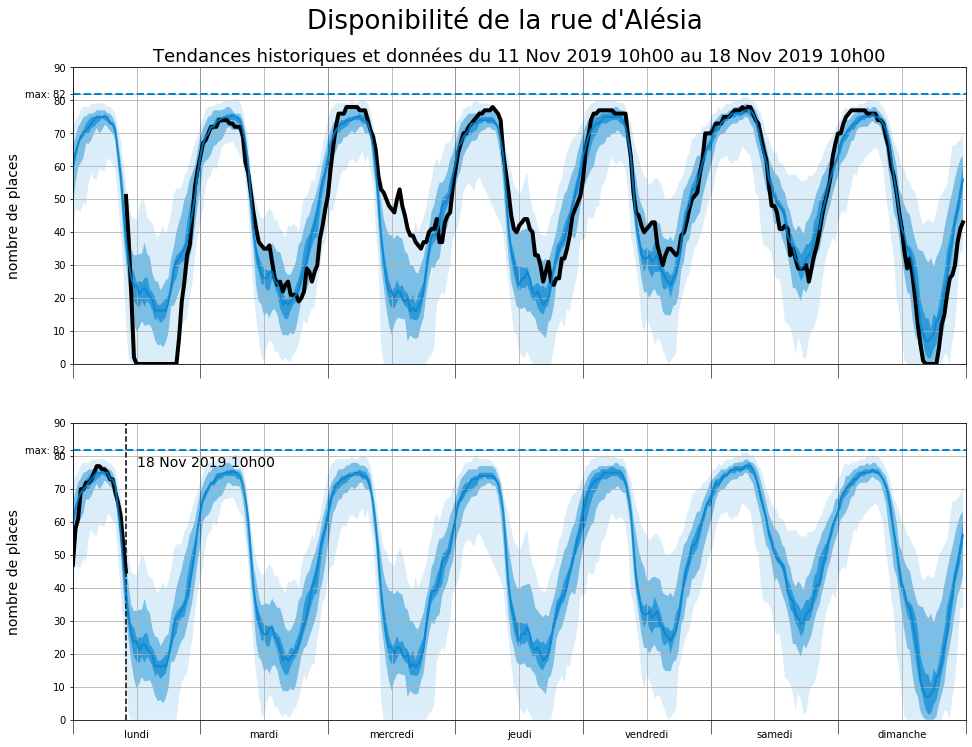 Disponibilité de la rue d'Alésia
Tendances historiques et données du 11 Nov 2019 10h00 au 18 Nov 2019 10h00
nombre de places
90
max: 82
80
70
60
50
40
30
20
10
0
nombre de places
90
max: 82
80
70
60
50
40
30
20
10
0
18 Nov 2019 10h00
lundi mardi mercredi jeudi vendredi samedi dimanche